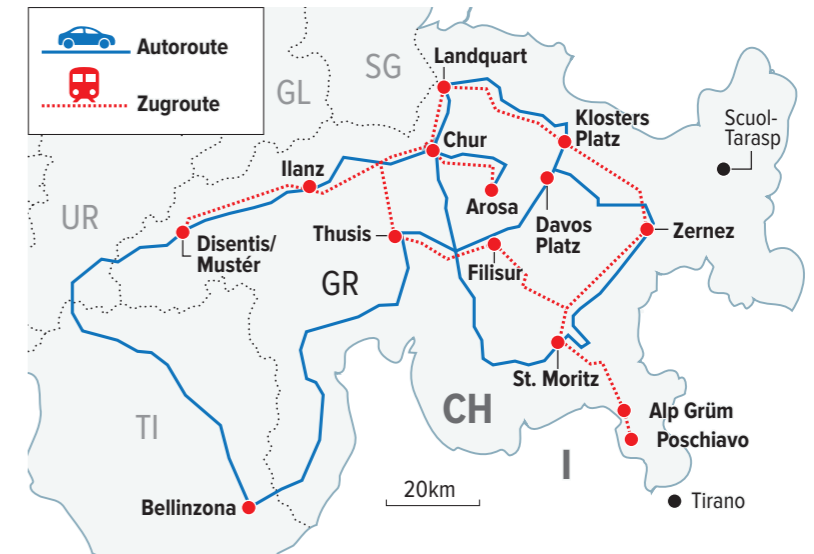 Autoroute
Zugroute
Landquart
SG
GL
Klosters
Platz
Scuol-
Tarasp
Chur
Ilanz
Arosa
UR
Davos
Platz
Zernez
Thusis
Disentis/
Mustér
Filisur
GR
St. Moritz
CH
Alp Grüm
TI
Poschiavo
I
20km
Tirano
Bellinzona